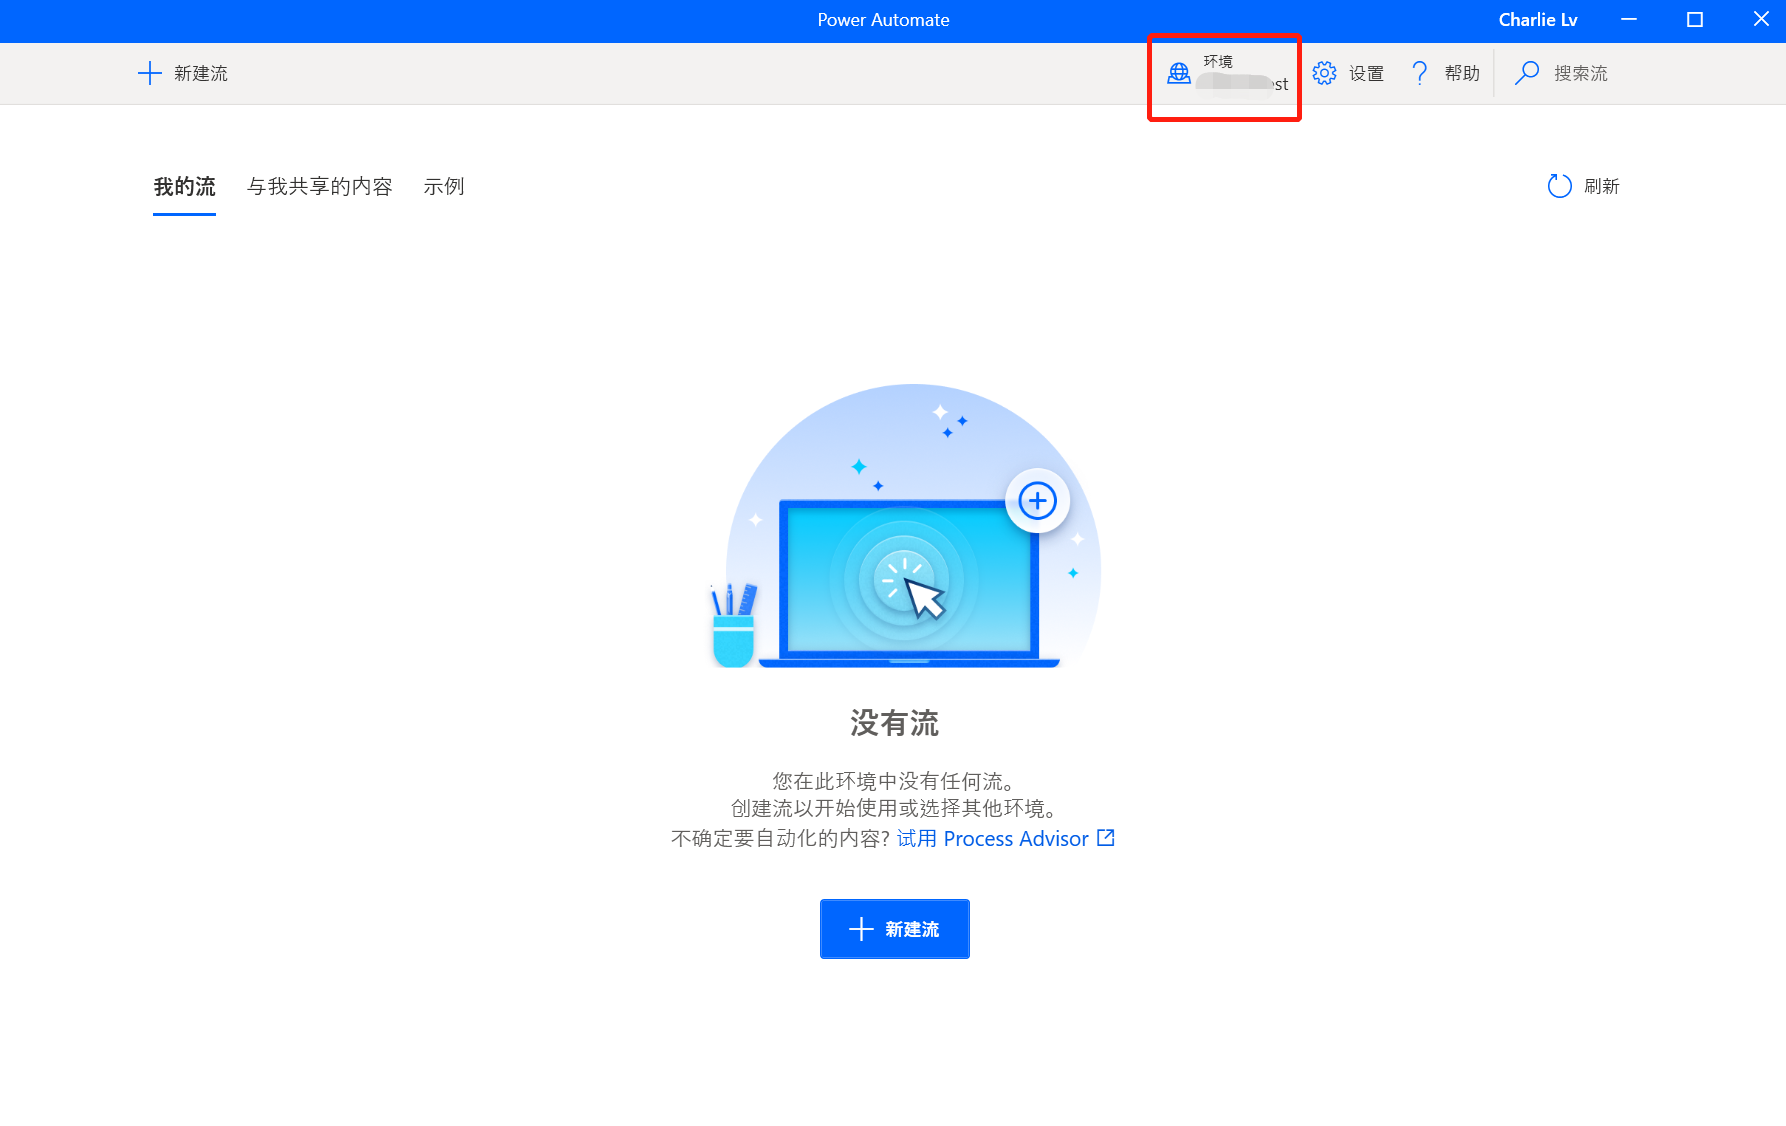 Power Automate
Charlie Lv
新建流
环境
设置
帮助
搜索流
我的流
与我共享的内容
示例
刷新
没有流
您在此环境中没有任何流。
创建流以开始使用或选择其他环境。
不确定要自动化的内容? 试用 Process Advisor
新建流